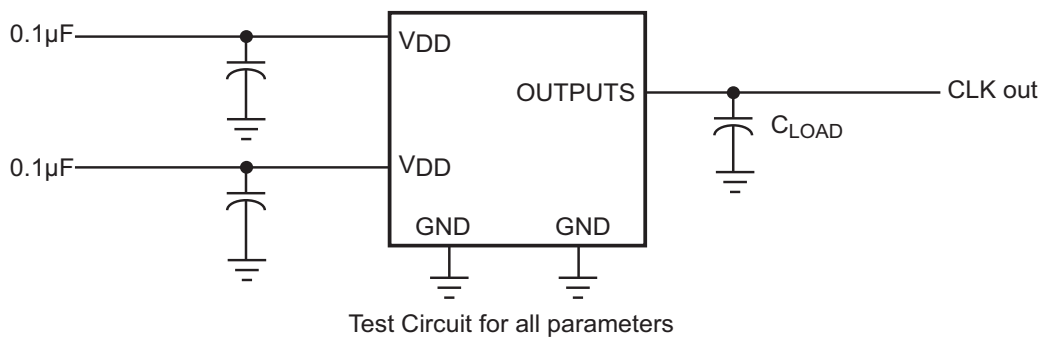 0.1µF
VDD
OUTPUTS
CLK out
CLOAD
0.1µF
VDD
GND GND
Test Circuit for all parameters